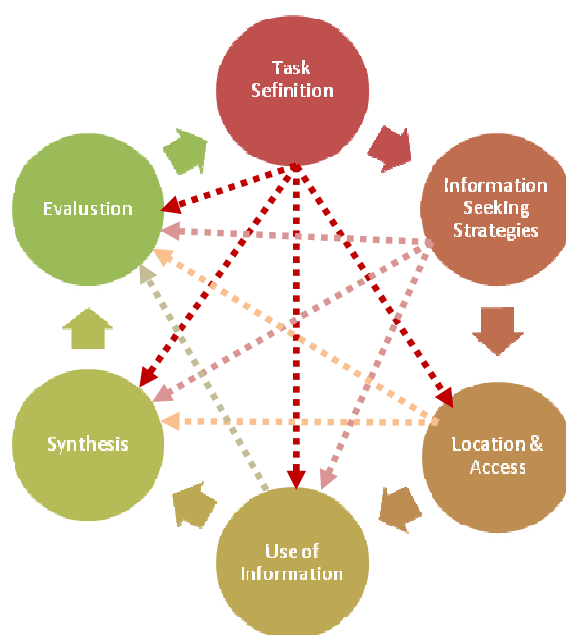 Task
Sefinition
Information
Seeking
Strategies
Location &
Access
Use of
Information
Synthesis
Evalustion